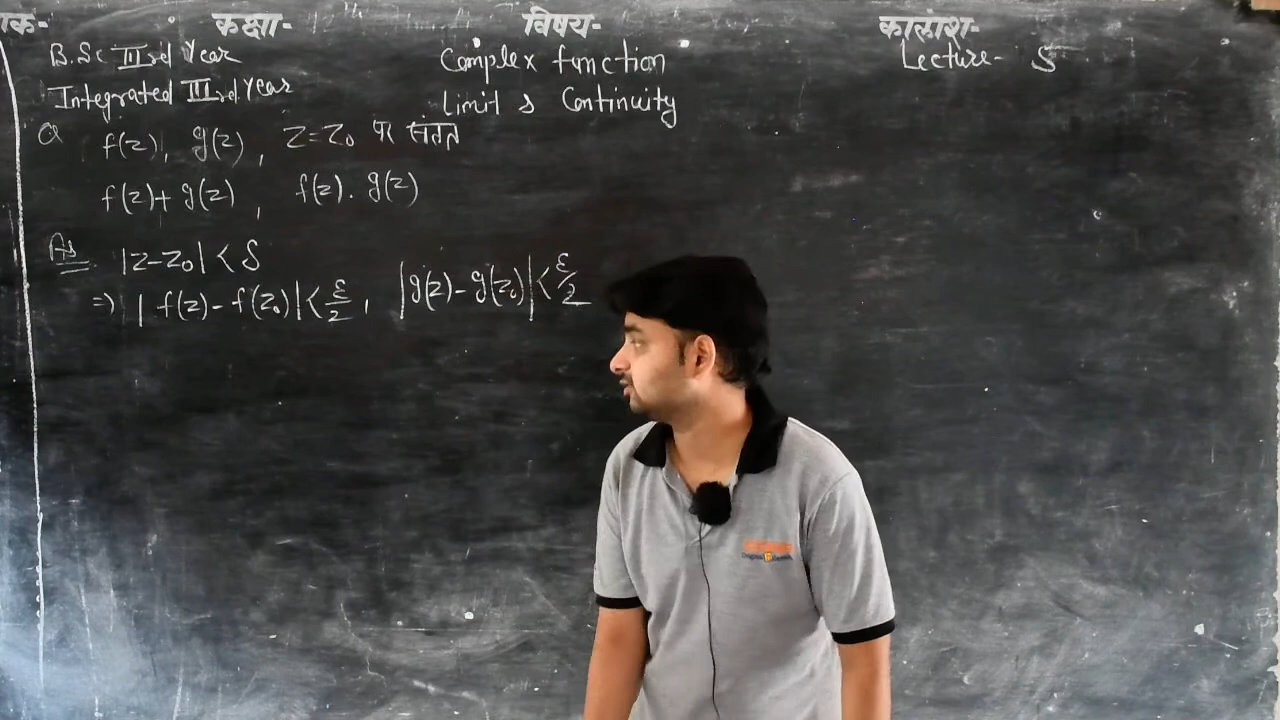 क- कक्षा- विषय- कालांश-
B.Sc IIIrd Year Complex function Lecture- 5
Integrated IIIrd Year Limit & Continuity
Q f(z), g(z), z=z₀ पर संतत
f(z)+g(z), f(z).g(z)
As |z-z₀|<δ
⇒) |f(z)-f(z₀)|<ε/2, |g(z)-g(z₀)|<ε/2